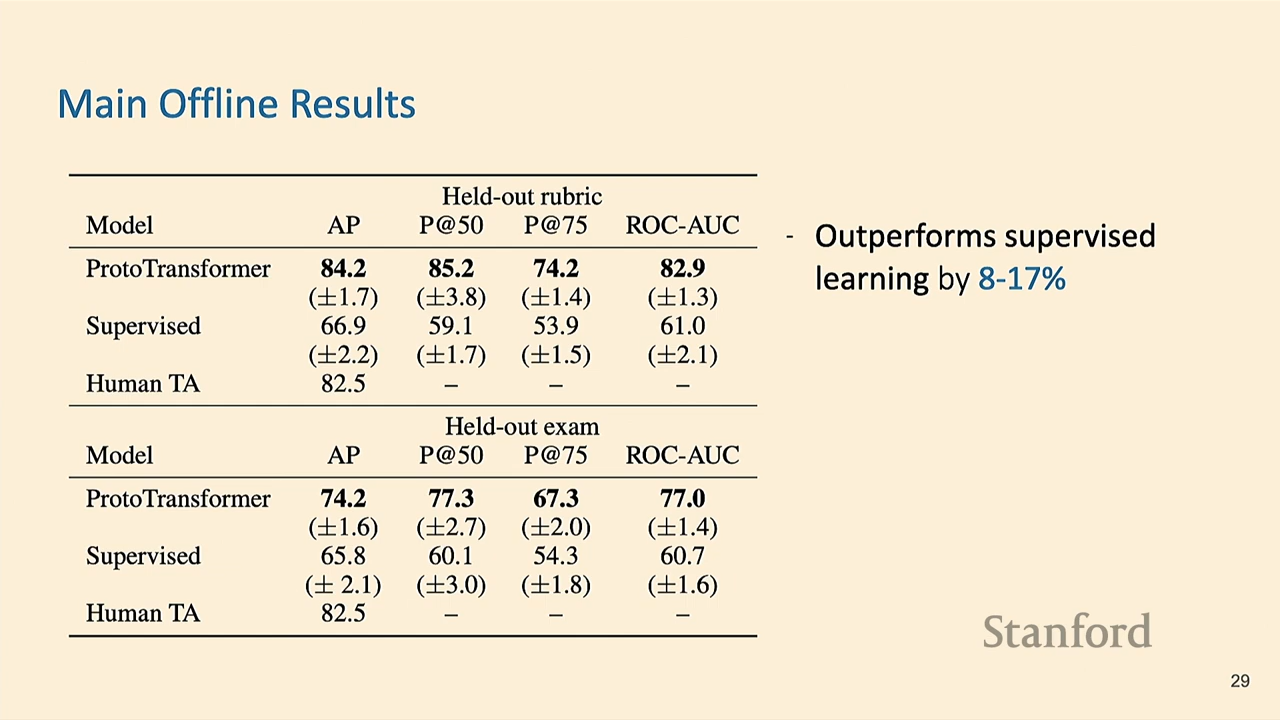 Main Offline Results
Held-out rubric
Model AP P@50 P@75 ROC-AUC
ProtoTransformer 84.2 85.2 74.2 82.9
(±1.7) (±3.8) (±1.4) (±1.3)
Supervised 66.9 59.1 53.9 61.0
(±2.2) (±1.7) (±1.5) (±2.1)
Human TA 82.5 – – –
Held-out exam
Model AP P@50 P@75 ROC-AUC
ProtoTransformer 74.2 77.3 67.3 77.0
(±1.6) (±2.7) (±2.0) (±1.4)
Supervised 65.8 60.1 54.3 60.7
(± 2.1) (±3.0) (±1.8) (±1.6)
Human TA 82.5 – – –
- Outperforms supervised
learning by 8-17%
Stanford
29